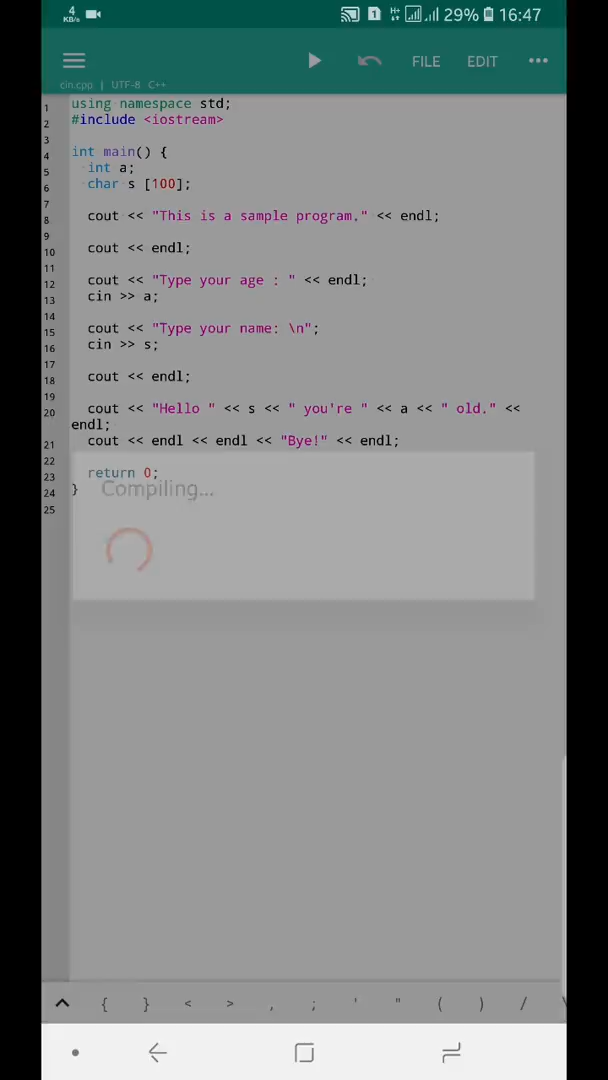 4 KB/s 1 H+ 29% 16:47
FILE EDIT
cin.cpp | UTF-8 C++
1 using namespace std;
2 #include <iostream>
3
4 int main() {
5 int a;
6 char s [100];
7
8 cout << "This is a sample program." << endl;
9
10 cout << endl;
11
12 cout << "Type your age : " << endl;
13 cin >> a;
14
15 cout << "Type your name: \n";
16 cin >> s;
17
18 cout << endl;
19
20 cout << "Hello " << s << " you're " << a << " old." <<
endl;
21 cout << endl << endl << "Bye!" << endl;
22
23 return 0;
24 }
Compiling...
25
{ } < > , ; ' " ( ) / \